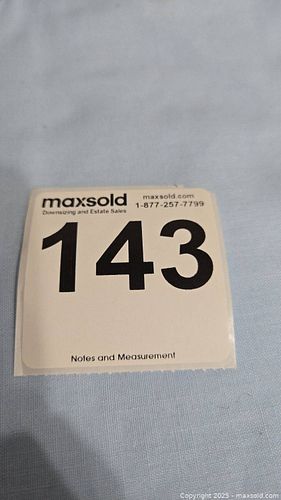 maxsold
maxsold.com
Downsizing and Estate Sales
1-877-257-7799
143
Notes and Measurement
Copyright 2025 - maxsold.com